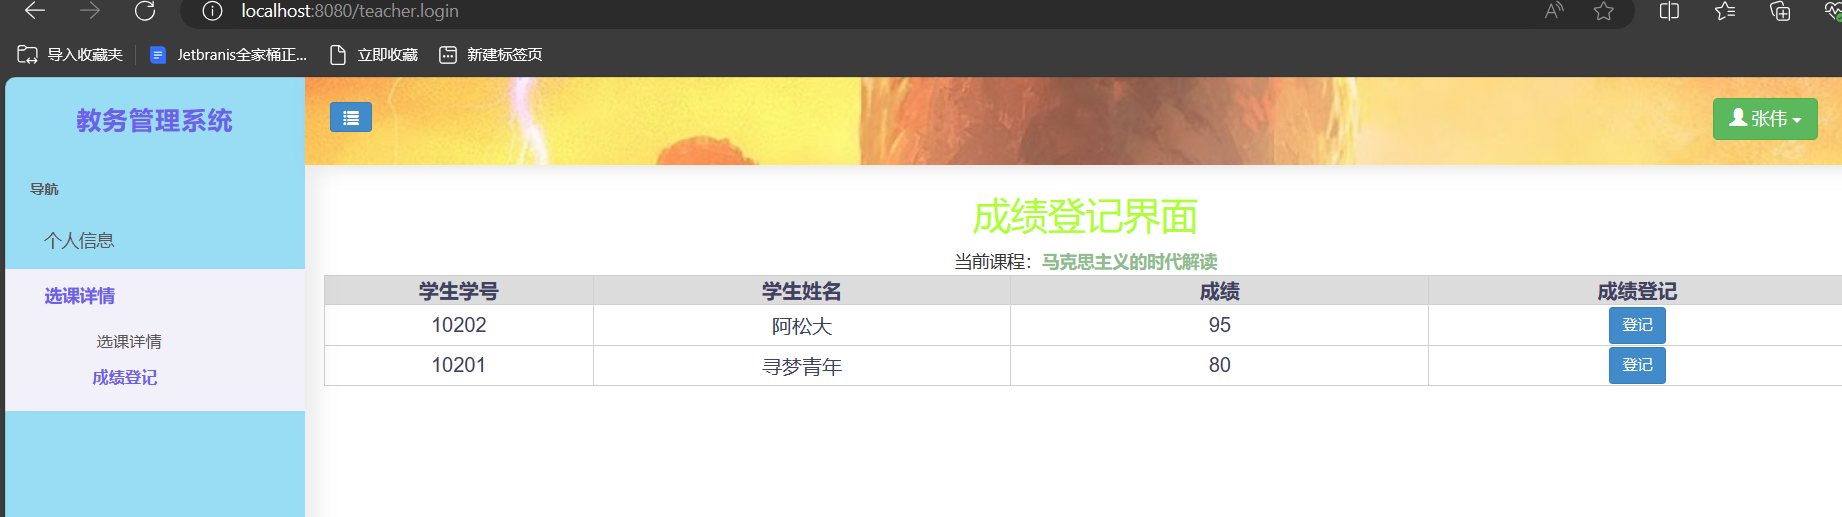 localhost:8080/teacher.login
导入收藏夹 Jetbranis全家桶正... 立即收藏 新建标签页
教务管理系统
张伟
导航
个人信息
选课详情
选课详情
成绩登记
成绩登记界面
当前课程：马克思主义的时代解读
学生学号 学生姓名 成绩 成绩登记
10202 阿松大 95 登记
10201 寻梦青年 80 登记